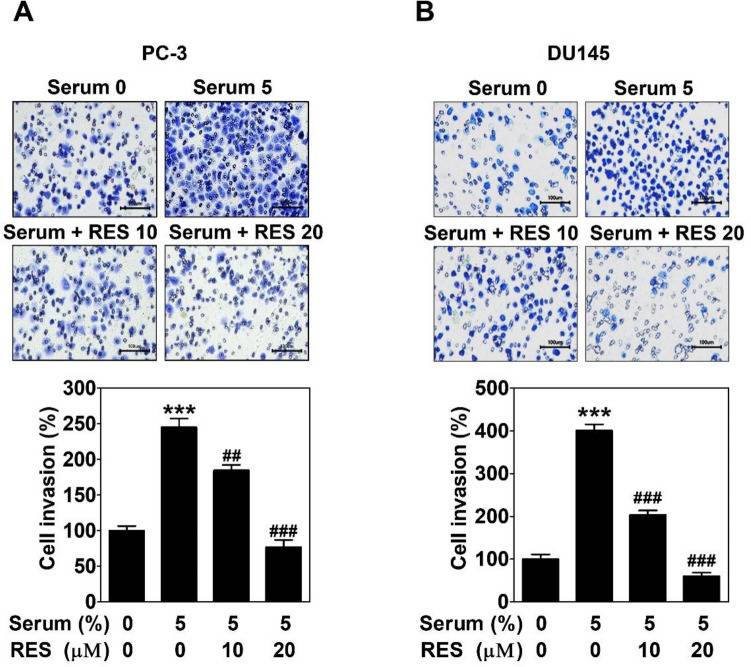 A
B
PC-3
DU145
Serum 0 Serum 5
Serum 0 Serum 5
100um
100um
Serum + RES 10 Serum + RES 20
Serum + RES 10 Serum + RES 20
100um
100um
100um
Cell invasion (%)
300
250
200
150
100
50
0
***
##
###
Serum (%) 0 5 5 5
RES (μM) 0 0 10 20
Cell invasion (%)
500
400
300
200
100
0
***
###
###
Serum (%) 0 5 5 5
RES (μM) 0 0 10 20